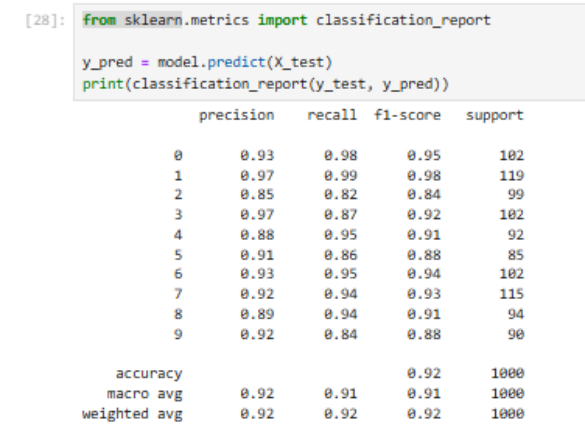 [28]: from sklearn.metrics import classification_report
y_pred = model.predict(X_test)
print(classification_report(y_test, y_pred))
precision recall f1-score support
0 0.93 0.98 0.95 102
1 0.97 0.99 0.98 119
2 0.85 0.82 0.84 99
3 0.97 0.87 0.92 102
4 0.88 0.95 0.91 92
5 0.91 0.86 0.88 85
6 0.93 0.95 0.94 102
7 0.92 0.94 0.93 115
8 0.89 0.94 0.91 94
9 0.92 0.84 0.88 90
accuracy 0.92 1000
macro avg 0.92 0.91 0.91 1000
weighted avg 0.92 0.92 0.92 1000